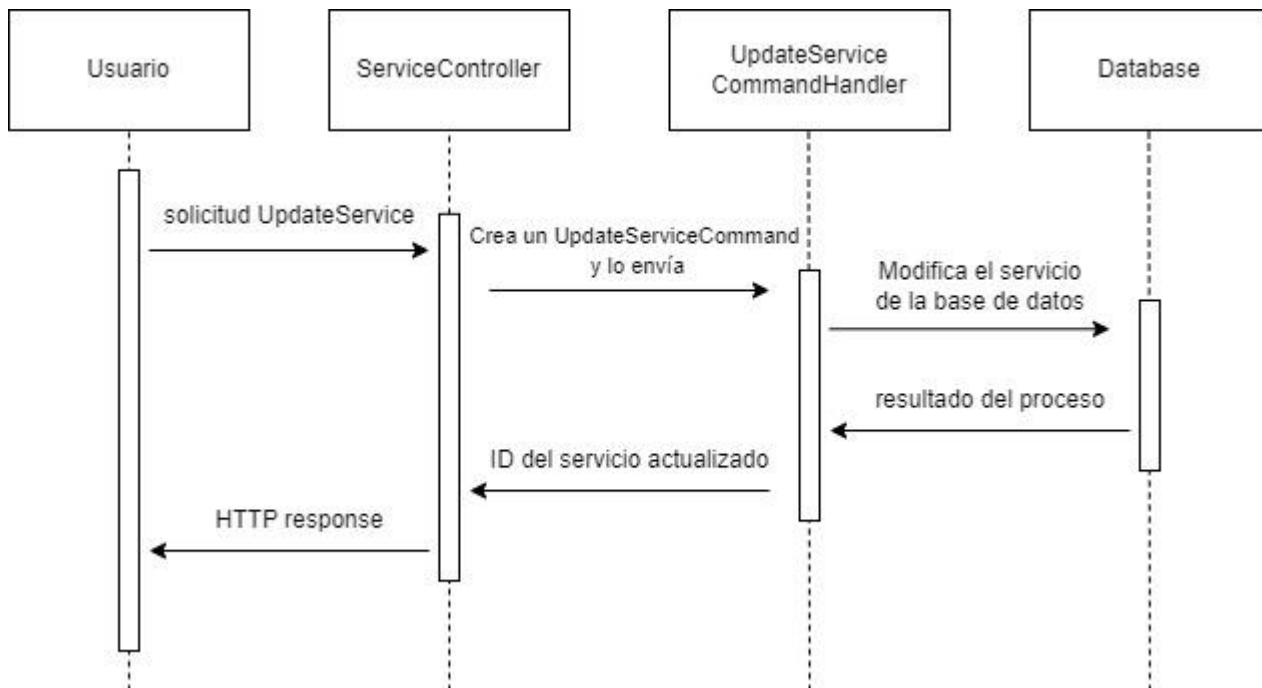 Usuario
ServiceController
UpdateService
CommandHandler
Database
solicitud UpdateService
Crea un UpdateServiceCommand
y lo envía
Modifica el servicio
de la base de datos
resultado del proceso
ID del servicio actualizado
HTTP response